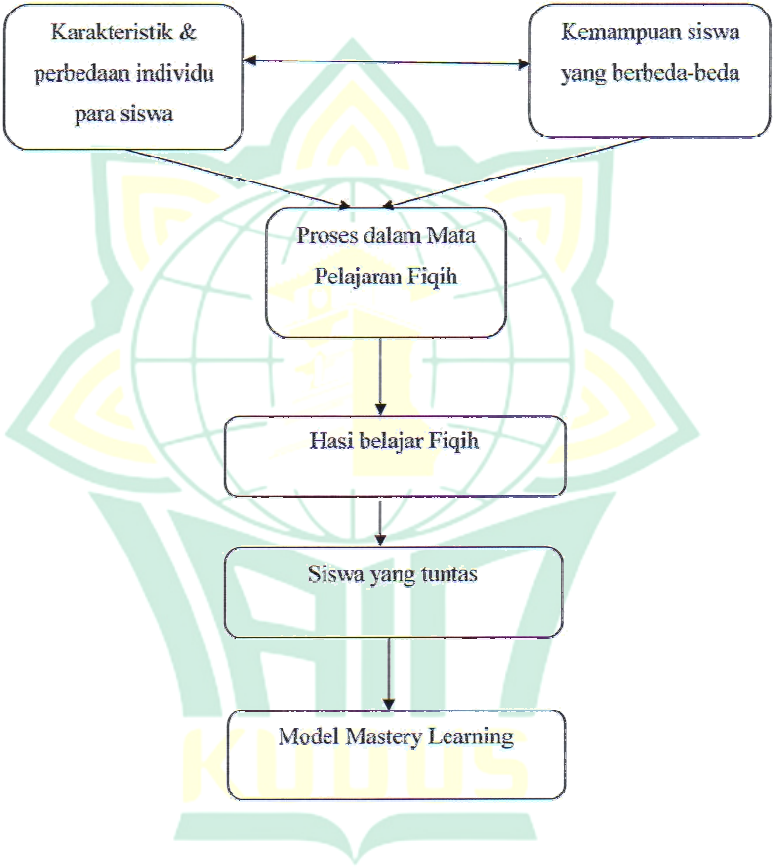 Karakteristik &
perbedaan individu
para siswa
Kemampuan siswa
yang berbeda-beda
Proses dalam Mata
Pelajaran Fiqih
Hasi belajar Fiqih
Siswa yang tuntas
Model Mastery Learning
IAIN
KUDUS